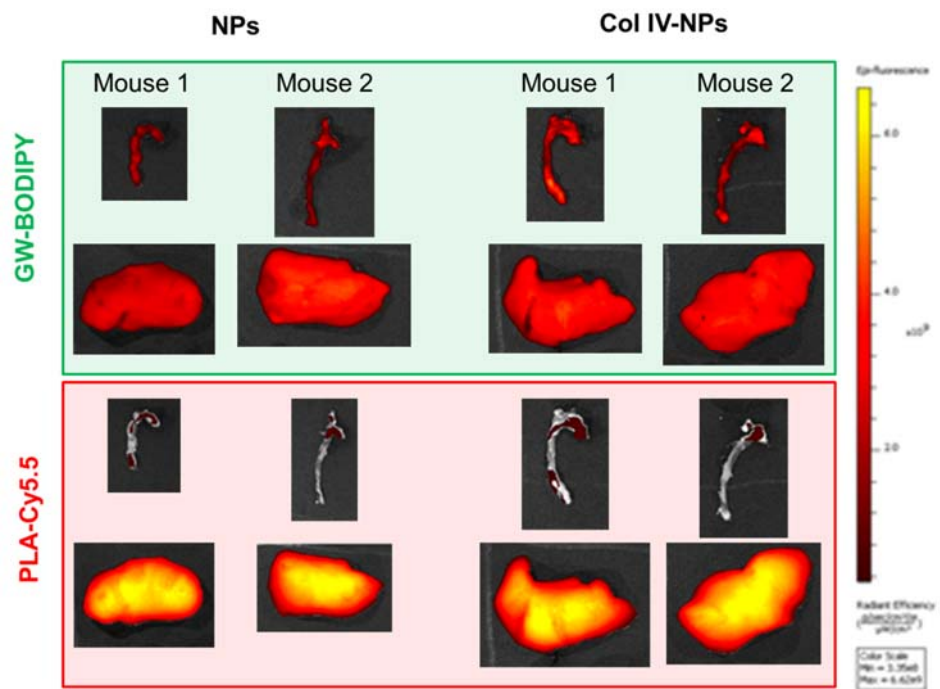 NPs
Col IV-NPs
GW-BODIPY
Mouse 1
Mouse 2
Mouse 1
Mouse 2
PLA-Cy5.5
Epi-fluorescence
6.0
4.0
x10⁹
2.0
Radiant Efficiency
Color Scale
Min = 3.35e8
Max = 6.62e9